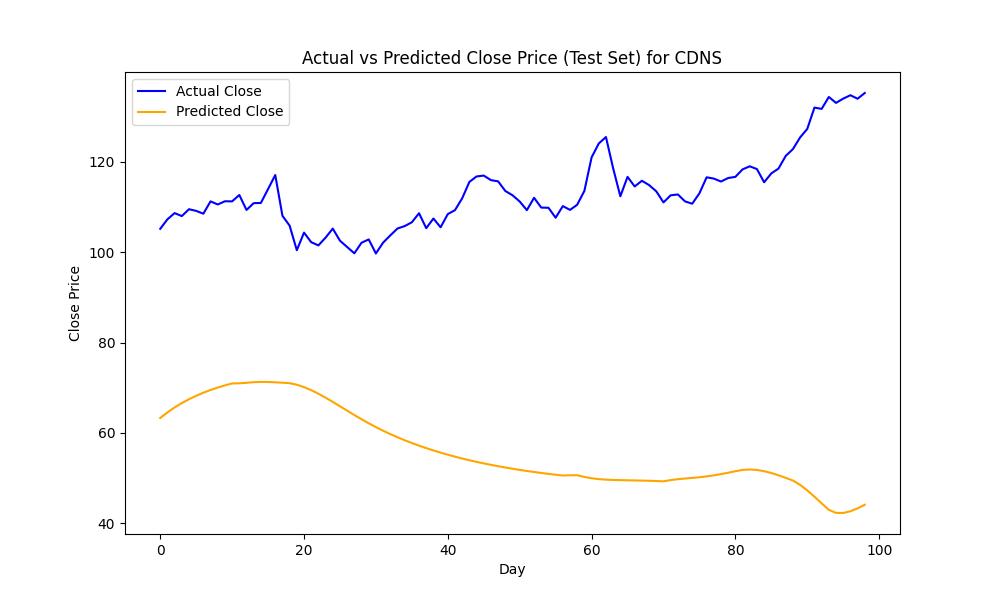 Actual vs Predicted Close Price (Test Set) for CDNS
Actual Close
Predicted Close
Close Price
120
100
80
60
40
0 20 40 60 80 100
Day